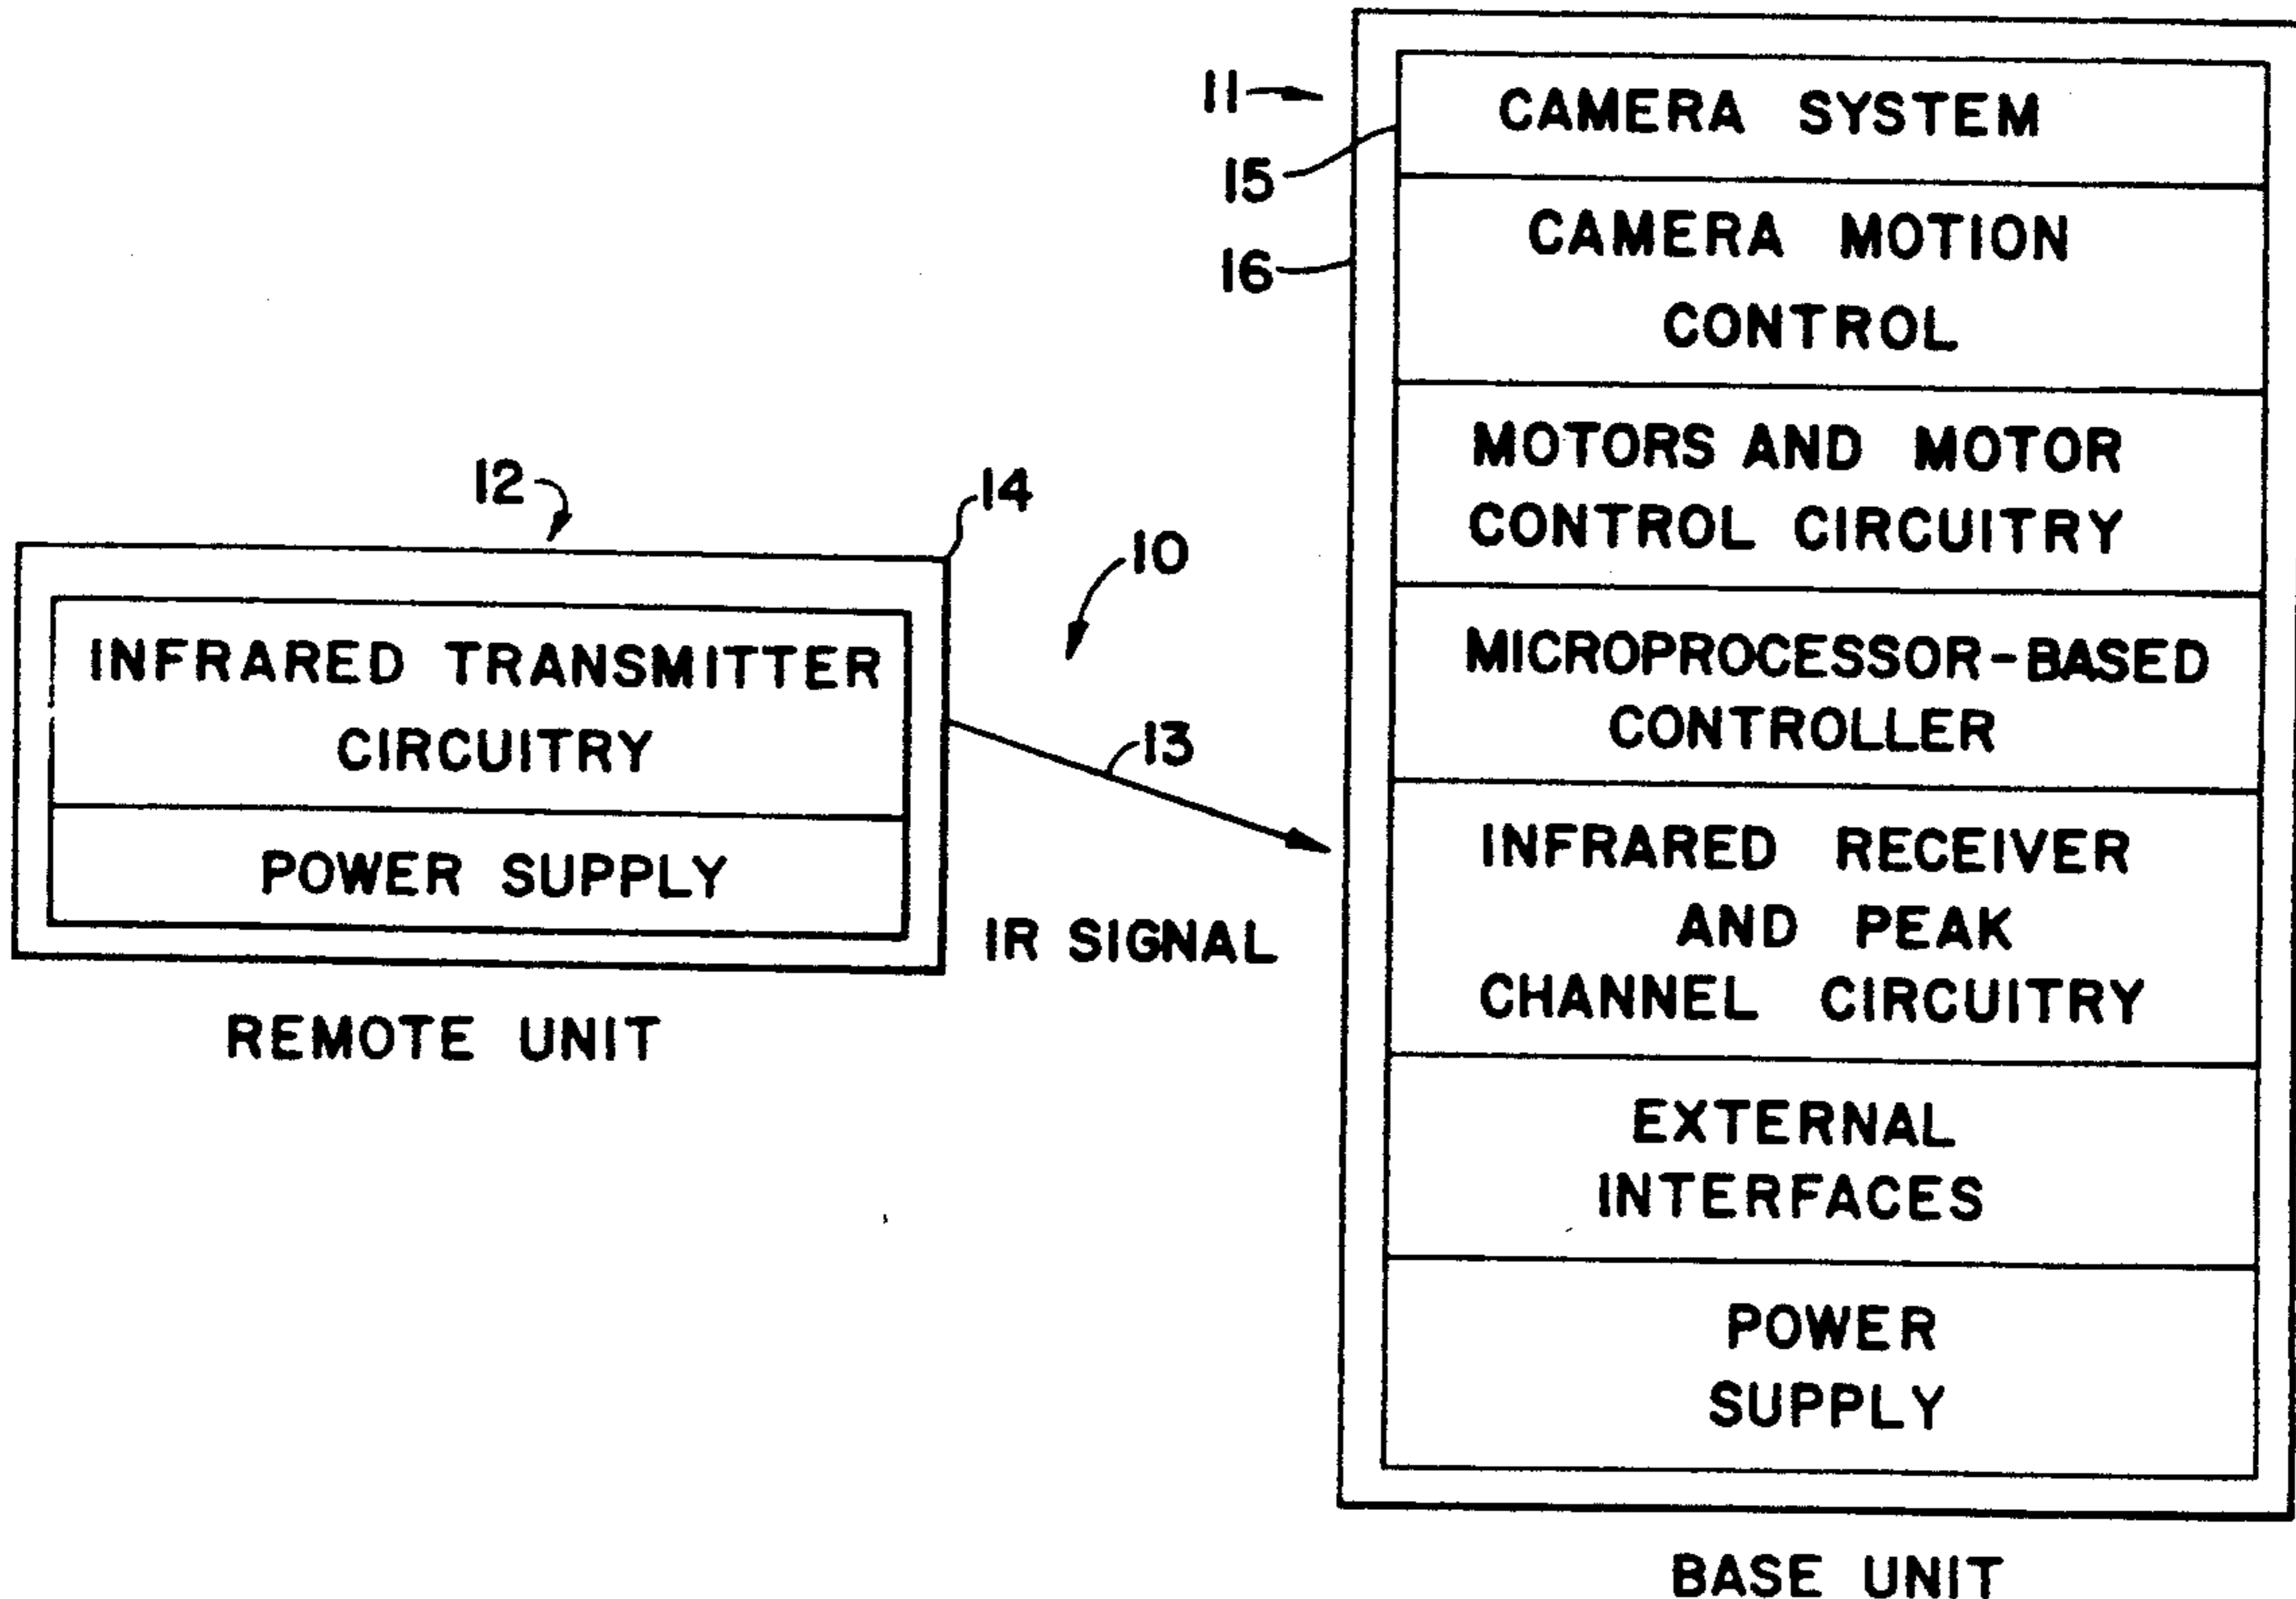 12
14
10
INFRARED TRANSMITTER
CIRCUITRY
POWER SUPPLY
13
IR SIGNAL
REMOTE UNIT
11
15
16
CAMERA SYSTEM
CAMERA MOTION
CONTROL
MOTORS AND MOTOR
CONTROL CIRCUITRY
MICROPROCESSOR-BASED
CONTROLLER
INFRARED RECEIVER
AND PEAK
CHANNEL CIRCUITRY
EXTERNAL
INTERFACES
POWER
SUPPLY
BASE UNIT